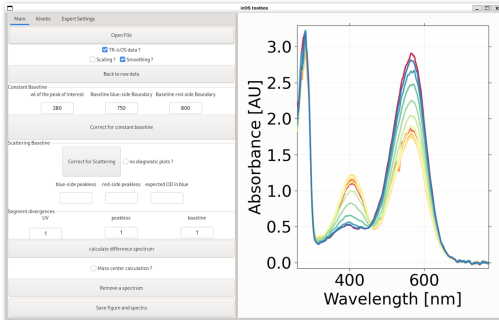 icOS toolbox
Main Kinetic Expert Settings
Open File
TR-icOS data ?
Scaling ? Smoothing ?
Back to raw data
Constant Baseline
wl of the peak of interest Baseline blue-side Boundary Baseline red-side Boundary
280 750 800
Correct for constant baseline
Scattering Baseline
Correct for Scattering no diagnostic plots ?
blue-side peakless red-side peakless expected OD in blue
Segment divergences
UV peakless baseline
1 1 1
calculate difference spectrum
Mass center calculation ?
Remove a spectrum
Save figure and spectra
Absorbance [AU]
3.0
2.5
2.0
1.5
1.0
0.5
0.0
400 600
Wavelength [nm]